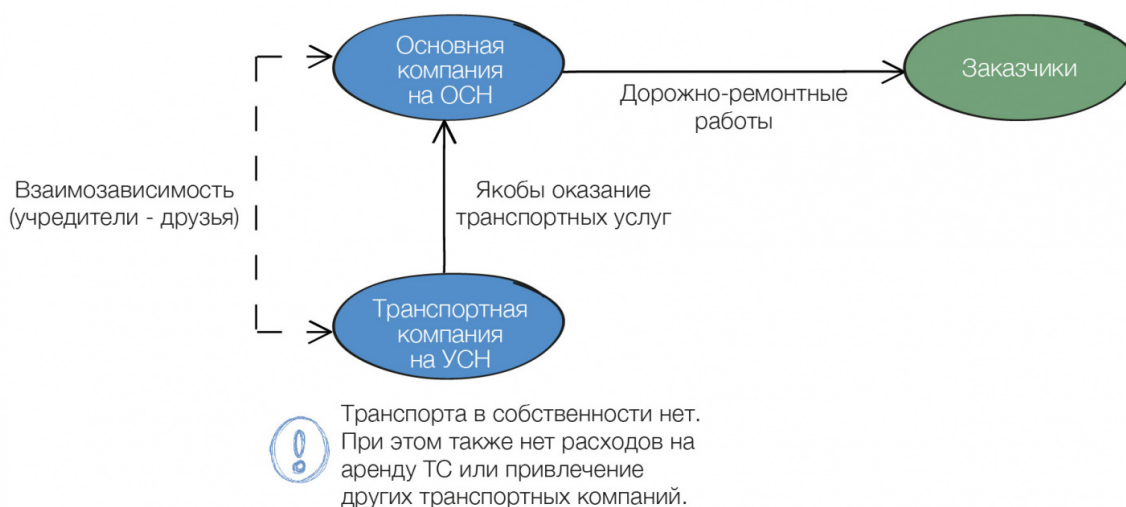 Основная
компания
на ОСН
Заказчики
Дорожно-ремонтные
работы
Взаимозависимость
(учредители - друзья)
Якобы оказание
транспортных услуг
Транспортная
компания
на УСН
Транспорта в собственности нет.
При этом также нет расходов на
аренду ТС или привлечение
других транспортных компаний.